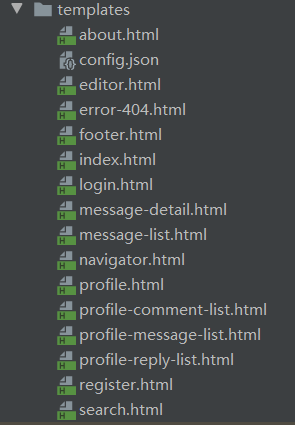 templates
about.html
config.json
editor.html
error-404.html
footer.html
index.html
login.html
message-detail.html
message-list.html
navigator.html
profile.html
profile-comment-list.html
profile-message-list.html
profile-reply-list.html
register.html
search.html